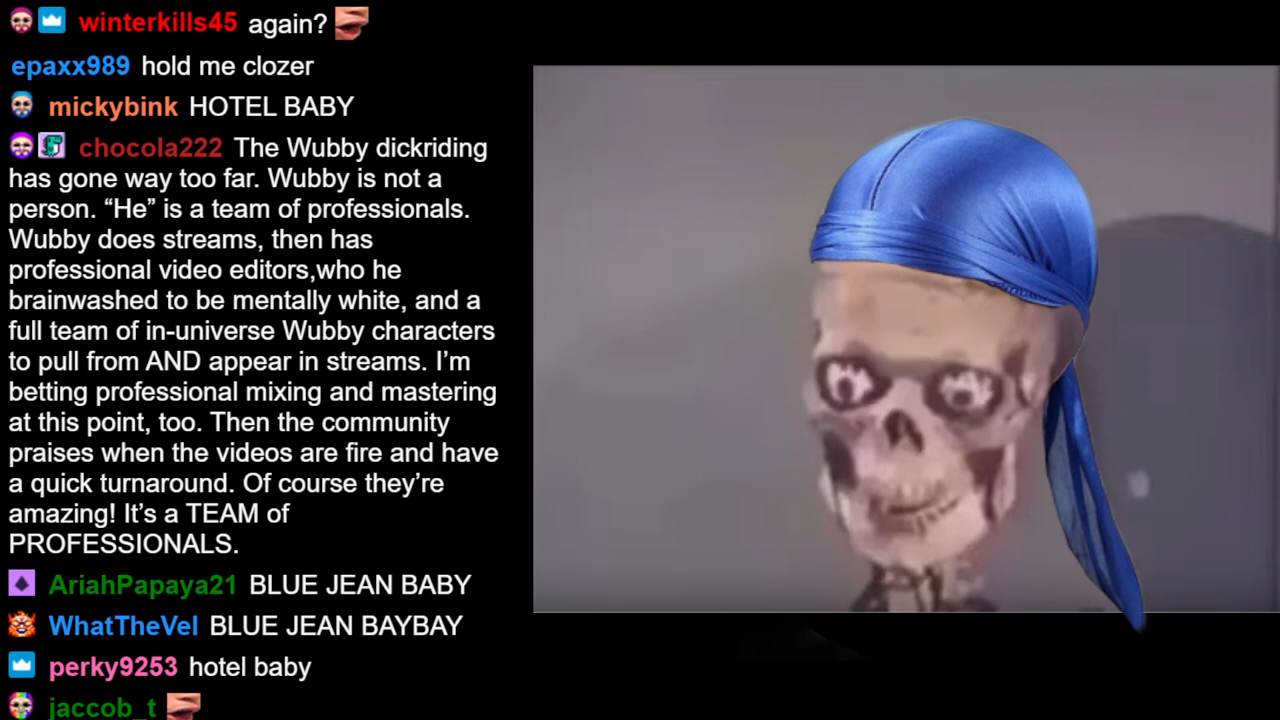 winterkills45 again?
epaxx989 hold me clozer
mickybink HOTEL BABY
chocola222 The Wubby dickriding
has gone way too far. Wubby is not a
person. “He” is a team of professionals.
Wubby does streams, then has
professional video editors,who he
brainwashed to be mentally white, and a
full team of in-universe Wubby characters
to pull from AND appear in streams. I’m
betting professional mixing and mastering
at this point, too. Then the community
praises when the videos are fire and have
a quick turnaround. Of course they’re
amazing! It’s a TEAM of
PROFESSIONALS.
AriahPapaya21 BLUE JEAN BABY
WhatTheVel BLUE JEAN BAYBAY
perky9253 hotel baby
jaccob_t